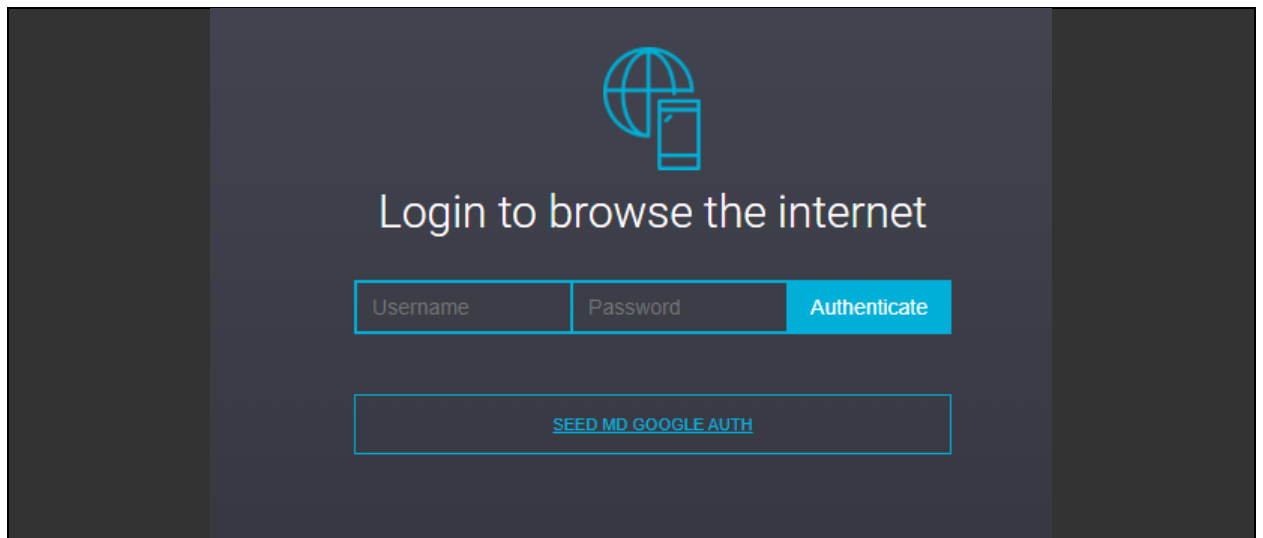 Login to browse the internet
Username Password Authenticate
SEED MD GOOGLE AUTH